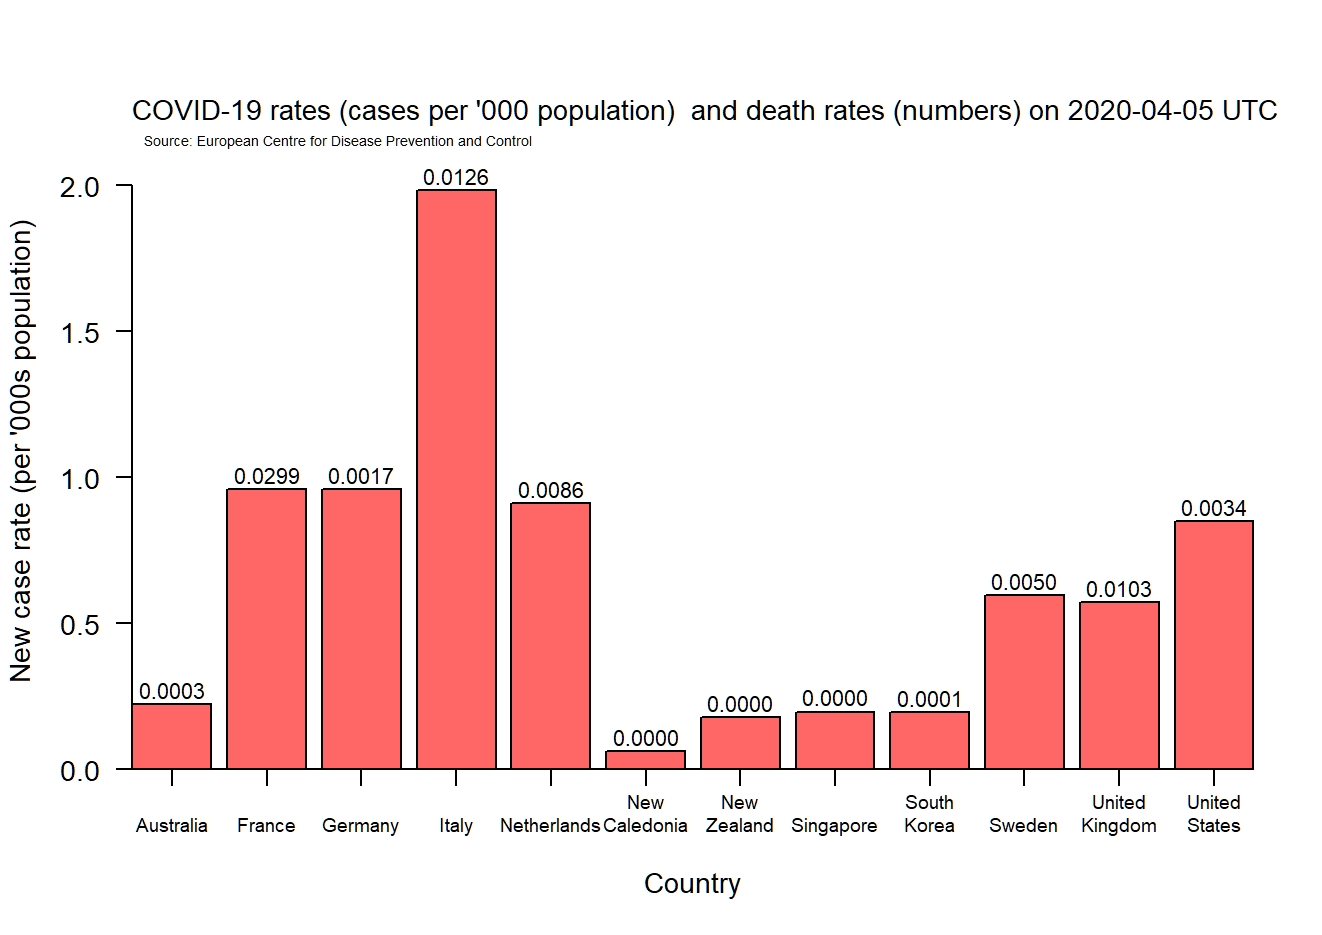 COVID-19 rates (cases per '000 population)  and death rates (numbers) on 2020-04-05 UTC
Source: European Centre for Disease Prevention and Control
New case rate (per '000s population)
2.0
1.5
1.0
0.5
0.0
0.0003
0.0299
0.0017
0.0126
0.0086
0.0000
0.0000
0.0000
0.0001
0.0050
0.0103
0.0034
Australia
France
Germany
Italy
Netherlands
New
Caledonia
New
Zealand
Singapore
South
Korea
Sweden
United
Kingdom
United
States
Country